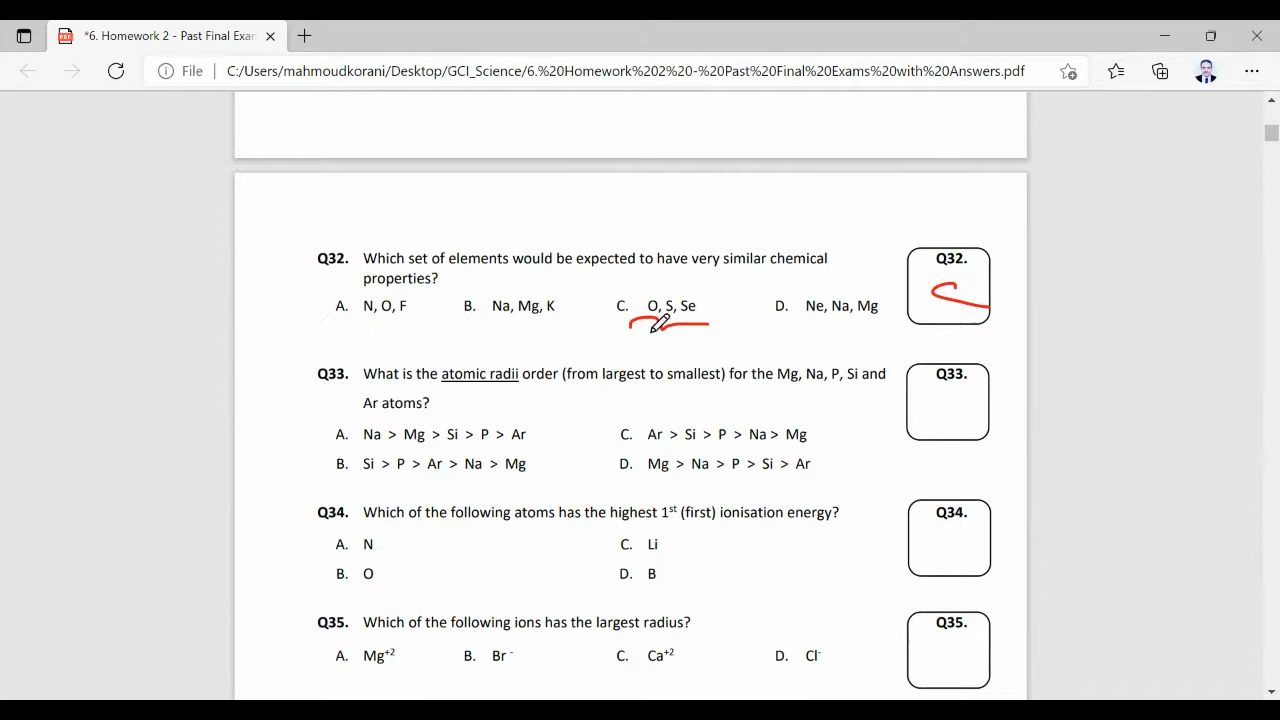 *6. Homework 2 - Past Final Exan
File
C:/Users/mahmoudkorani/Desktop/GCI_Science/6.%20Homework%202%20-%20Past%20Final%20Exams%20with%20Answers.pdf
Q32. Which set of elements would be expected to have very similar chemical
properties?
A. N, O, F B. Na, Mg, K C. O, S, Se D. Ne, Na, Mg
Q32.
C
Q33. What is the atomic radii order (from largest to smallest) for the Mg, Na, P, Si and
Ar atoms?
A. Na > Mg > Si > P > Ar C. Ar > Si > P > Na > Mg
B. Si > P > Ar > Na > Mg D. Mg > Na > P > Si > Ar
Q33.
Q34. Which of the following atoms has the highest 1st (first) ionisation energy?
A. N C. Li
B. O D. B
Q34.
Q35. Which of the following ions has the largest radius?
A. Mg+2 B. Br - C. Ca+2 D. Cl-
Q35.